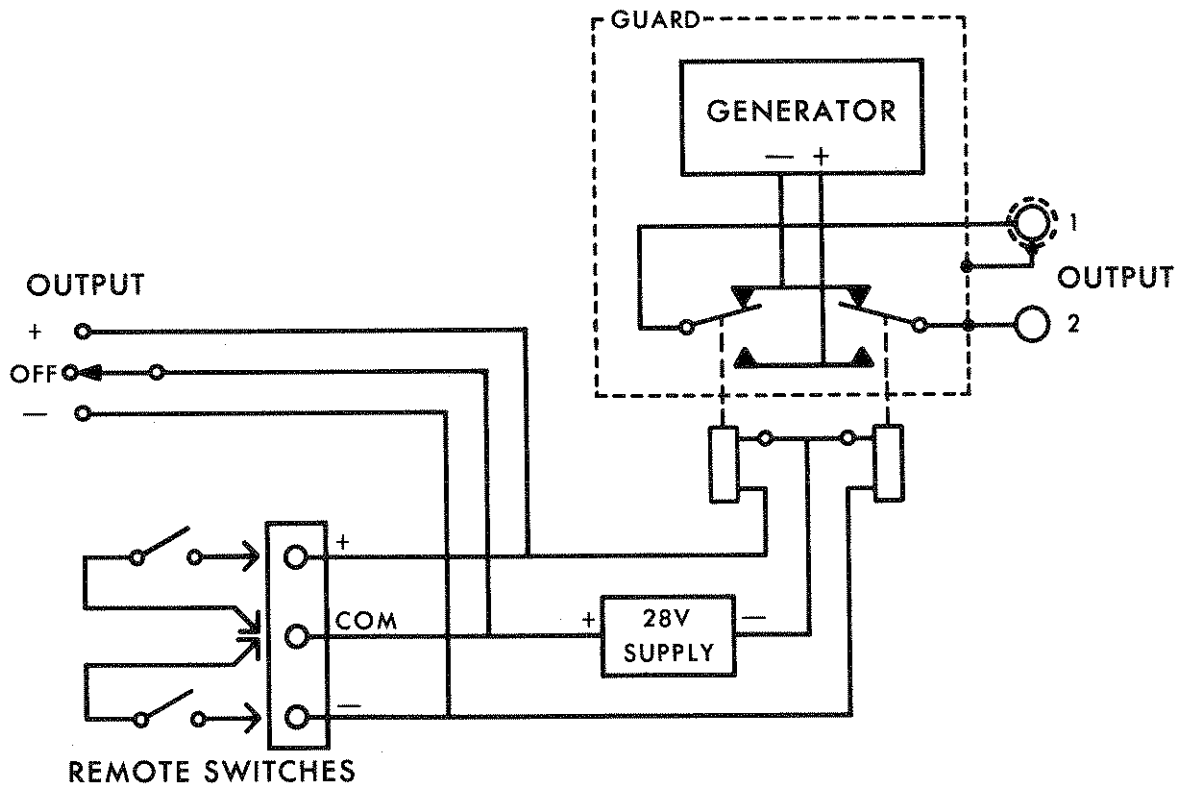 GUARD
GENERATOR
— +
1
OUTPUT
2
OUTPUT
+
OFF
—
+
COM
+ 28V —
SUPPLY
—
REMOTE SWITCHES